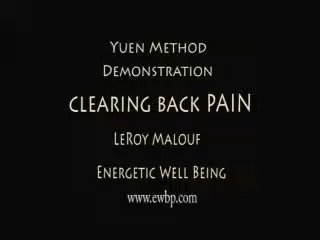 Yuen Method
Demonstration
Clearing back PAIN
LeRoy Malouf
Energetic Well Being
www.ewbp.com